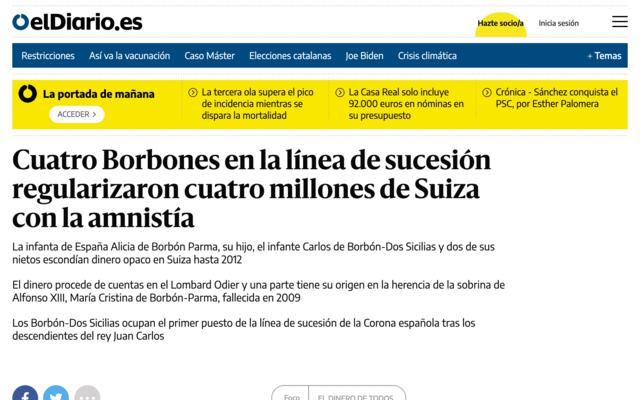 elDiario.es
Hazte socio/a
Inicia sesión
Restricciones
Así va la vacunación
Caso Máster
Elecciones catalanas
Joe Biden
Crisis climática
+ Temas
La portada de mañana
ACCEDER >
La tercera ola supera el pico
de incidencia mientras se
dispara la mortalidad
La Casa Real solo incluye
92.000 euros en nóminas en
su presupuesto
Crónica - Sánchez conquista el
PSC, por Esther Palomera
Cuatro Borbones en la línea de sucesión
regularizaron cuatro millones de Suiza
con la amnistía
La infanta de España Alicia de Borbón Parma, su hijo, el infante Carlos de Borbón-Dos Sicilias y dos de sus
nietos escondían dinero opaco en Suiza hasta 2012
El dinero procede de cuentas en el Lombard Odier y una parte tiene su origen en la herencia de la sobrina de
Alfonso XIII, María Cristina de Borbón-Parma, fallecida en 2009
Los Borbón-Dos Sicilias ocupan el primer puesto de la línea de sucesión de la Corona española tras los
descendientes del rey Juan Carlos
Foco
EL DINERO DE TODOS